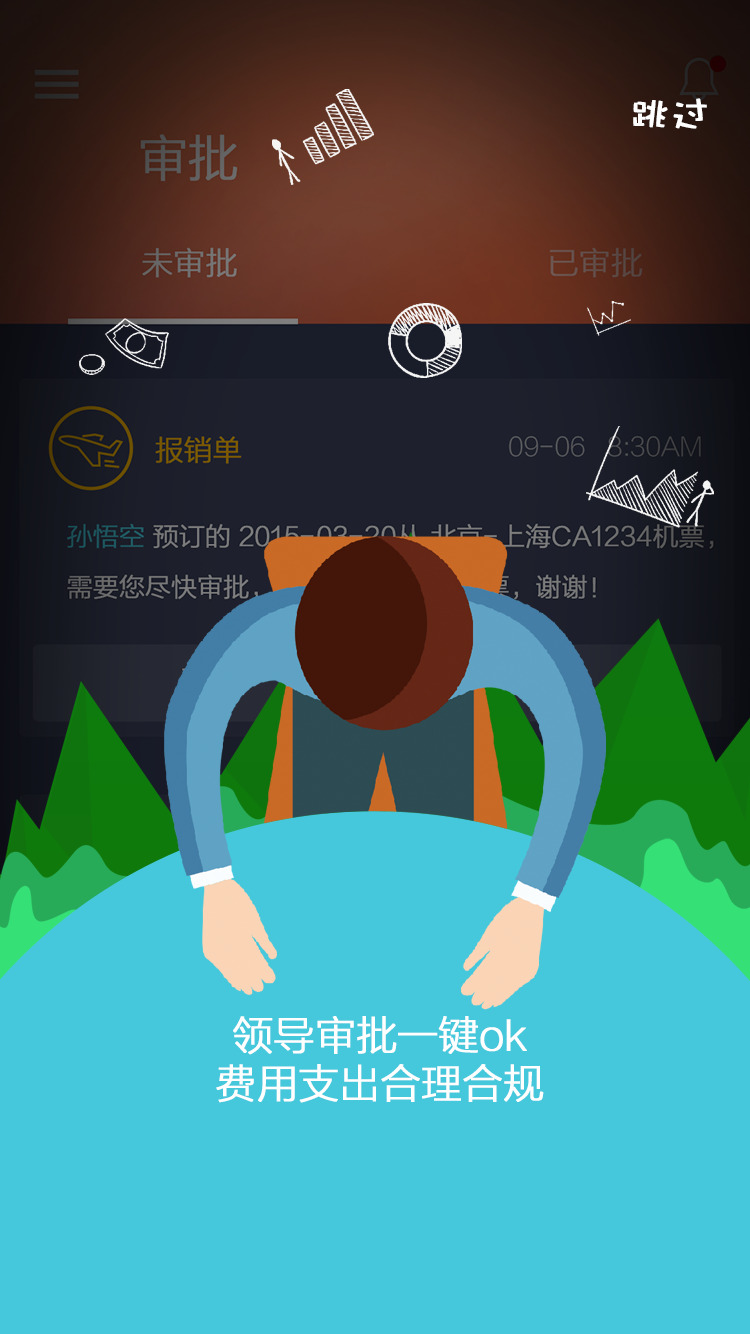 跳过
审批
未审批
已审批
报销单
09-06 8:30AM
孙悟空 预订的 2015-03-20从 北京-上海CA1234机票，
需要您尽快审批，
票，谢谢！
领导审批一键ok
费用支出合理合规